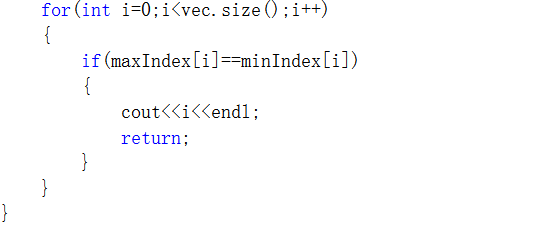 for(int i=0;i<vec.size();i++)
{
if(maxIndex[i]==minIndex[i])
{
cout<<i<<endl;
return;
}
}
}